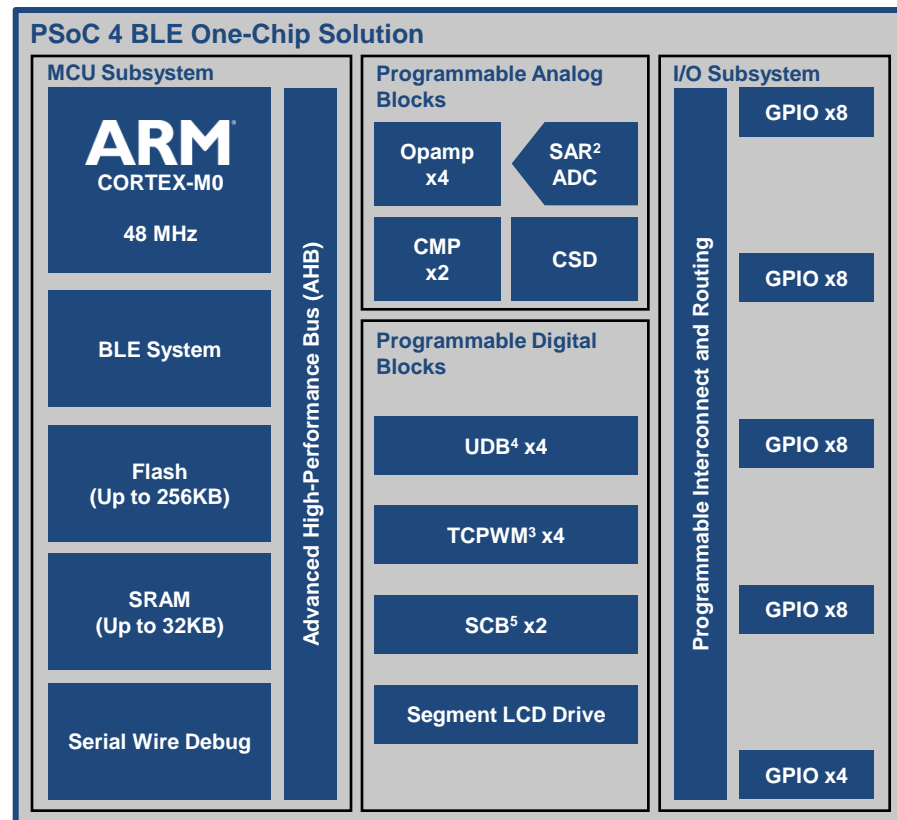 PSoC 4 BLE One-Chip Solution
MCU Subsystem
ARM®
CORTEX-M0
48 MHz
BLE System
Flash
(Up to 256KB)
SRAM
(Up to 32KB)
Serial Wire Debug
Advanced High-Performance Bus (AHB)
Programmable Analog
Blocks
Opamp
x4
SAR²
ADC
CMP
x2
CSD
Programmable Digital
Blocks
UDB⁴ x4
TCPWM³ x4
SCB⁵ x2
Segment LCD Drive
I/O Subsystem
Programmable Interconnect and Routing
GPIO x8
GPIO x8
GPIO x8
GPIO x8
GPIO x4